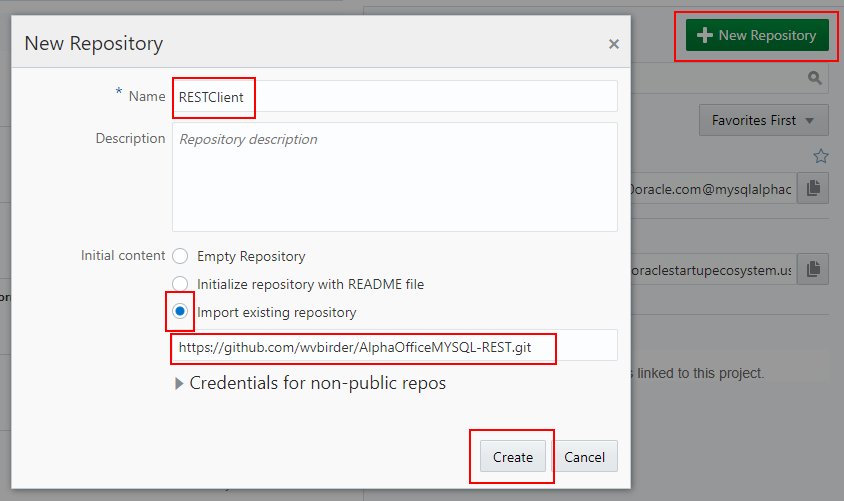 New Repository
New Repository
* Name
RESTClient
Description
Repository description
Favorites First
0oracle.com@mysqlalphac
Initial content
Empty Repository
oraclestartupecosystem.us
Initialize repository with README file
Import existing repository
https://github.com/wvbirder/AlphaOfficeMYSQL-REST.git
s linked to this project.
Credentials for non-public repos
Create
Cancel